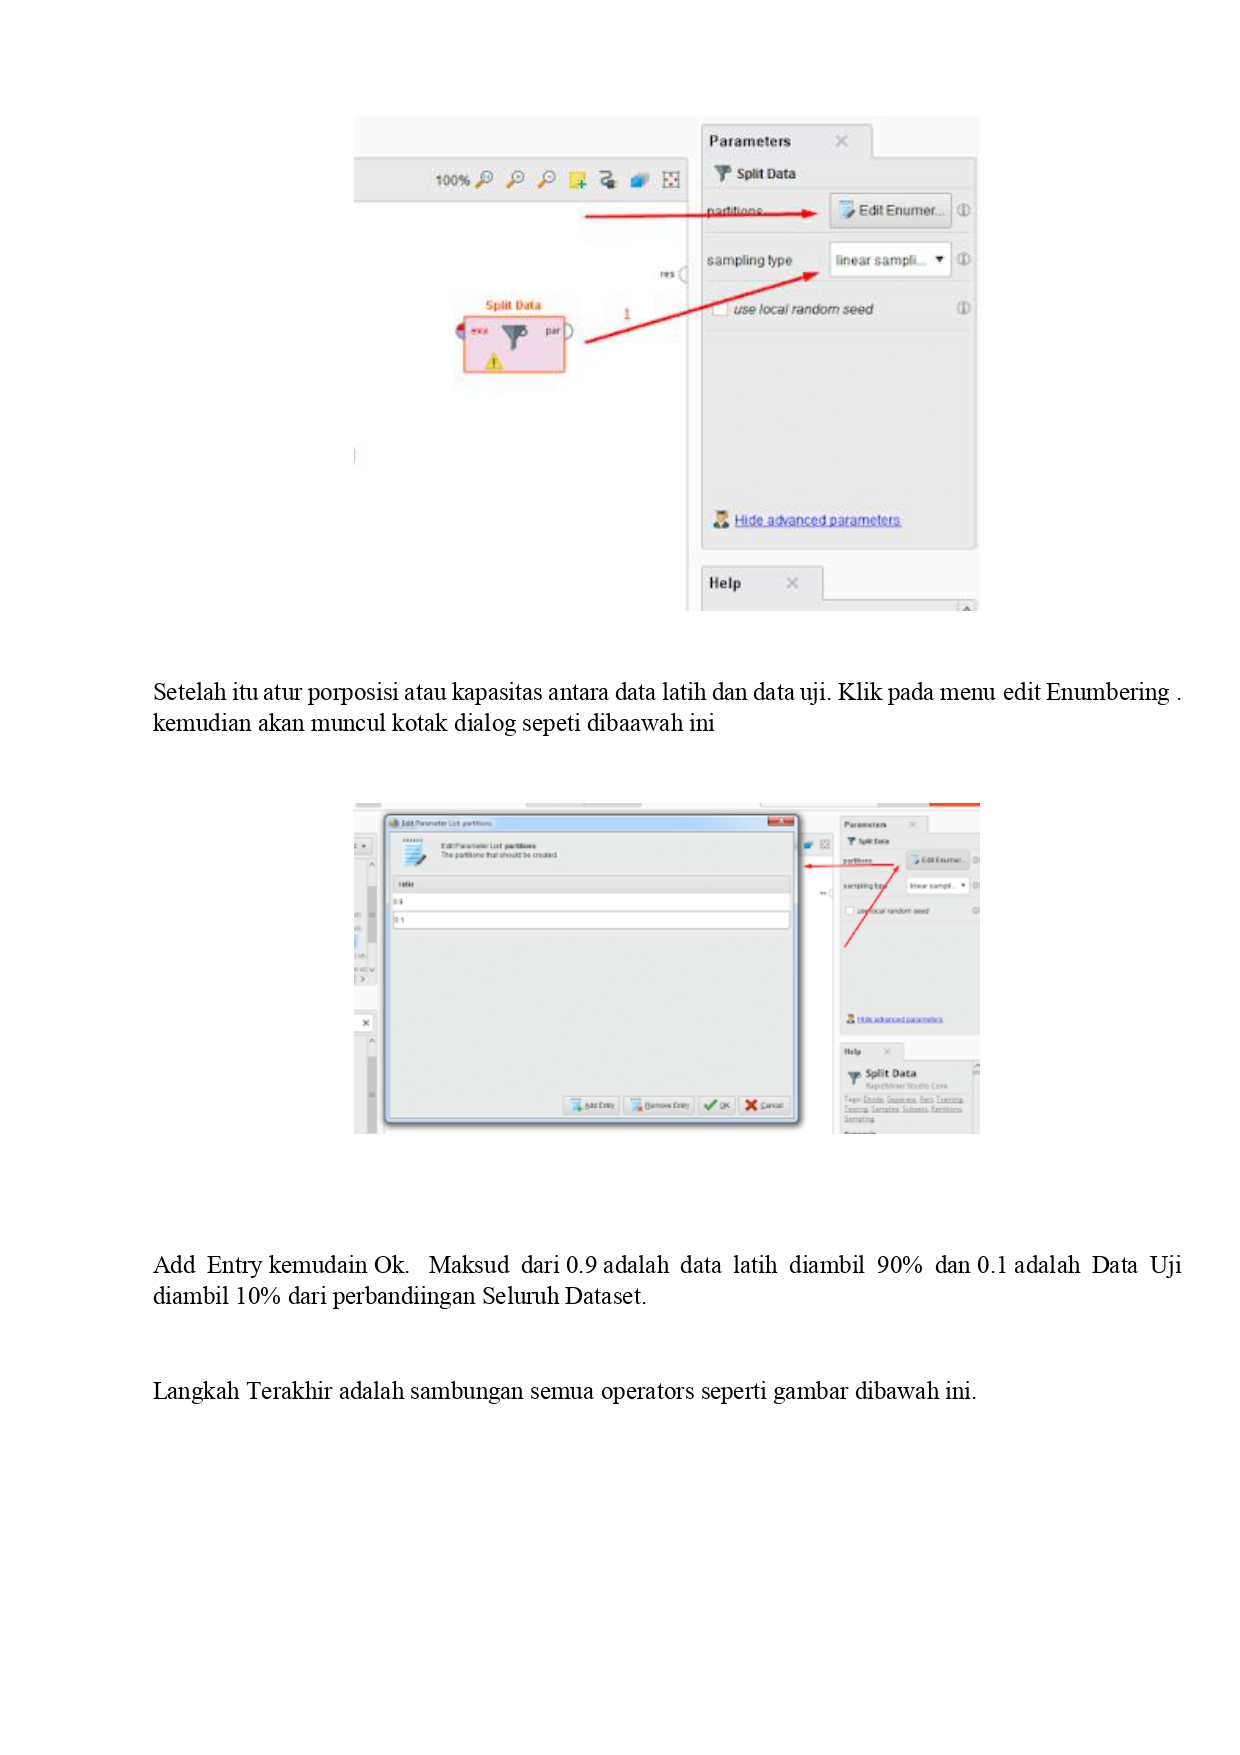 Parameters
Split Data
100%
partitions
Edit Enumer...
sampling type
linear sampli...
res
Split Data
1
use local random seed
exa
par
Hide advanced parameters
Help
Setelah itu atur porposisi atau kapasitas antara data latih dan data uji. Klik pada menu edit Enumbering .
kemudian akan muncul kotak dialog sepeti dibaawah ini
Edit Parameter List: partitions
Edit Parameter List: partitions
The partitions that should be created.
ratio
0.9
0.1
Add Entry
Remove Entry
OK
Cancel
Parameters
Split Data
partitions
Edit Enumer...
sampling type
linear sampli...
use local random seed
Hide advanced parameters
Help
Split Data
RapidMiner Studio Core
Tags: Divide, Separate, Part, Training,
Testing, Samples, Subsets, Partitions,
Sampling
Add Entry kemudain Ok. Maksud dari 0.9 adalah data latih diambil 90% dan 0.1 adalah Data Uji
diambil 10% dari perbandiingan Seluruh Dataset.
Langkah Terakhir adalah sambungan semua operators seperti gambar dibawah ini.